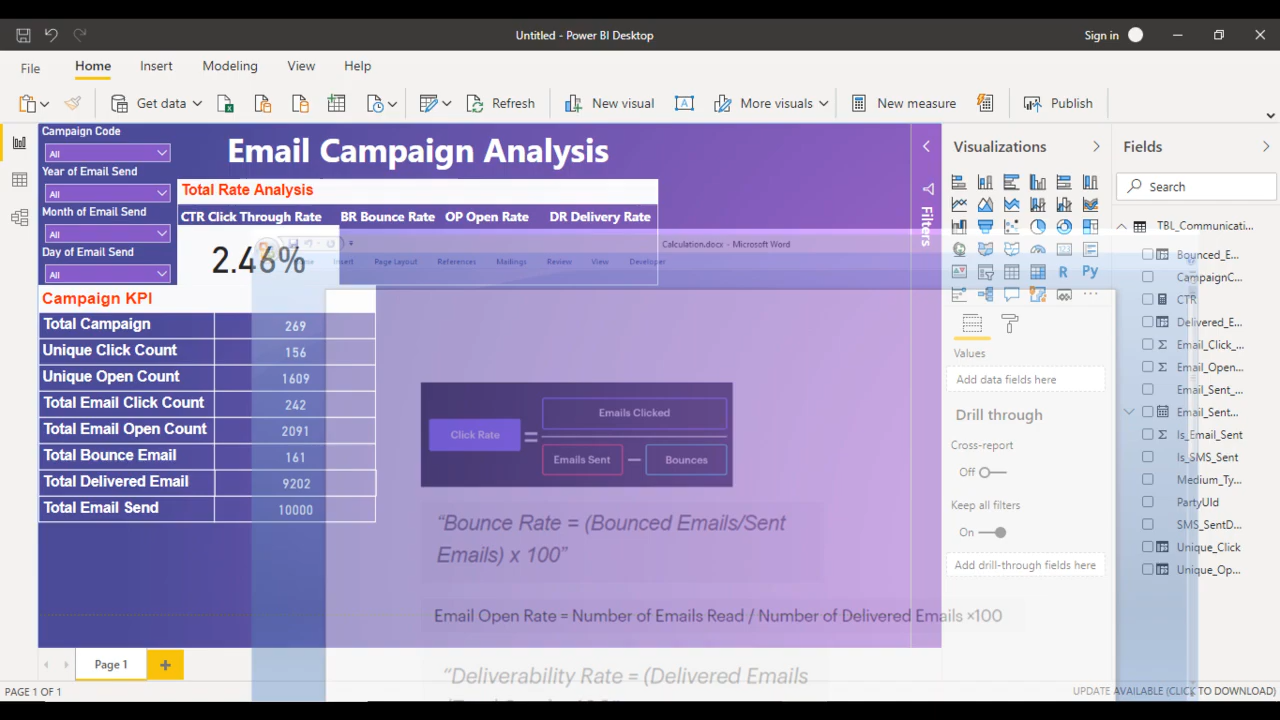 Untitled - Power BI Desktop
Sign in
File
Home
Insert
Modeling
View
Help
Get data
Refresh
New visual
More visuals
New measure
Publish
Campaign Code
All
Year of Email Send
All
Month of Email Send
All
Day of Email Send
All
Email Campaign Analysis
Total Rate Analysis
CTR Click Through Rate
BR Bounce Rate
OP Open Rate
DR Delivery Rate
2.46%
Calculation.docx - Microsoft Word
Insert
Page Layout
References
Mailings
Review
View
Developer
Campaign KPI
Total Campaign 269
Unique Click Count 156
Unique Open Count 1609
Total Email Click Count 242
Total Email Open Count 2091
Total Bounce Email 161
Total Delivered Email 9202
Total Email Send 10000
Click Rate
=
Emails Clicked
Emails Sent
–
Bounces
“Bounce Rate = (Bounced Emails/Sent
Emails) x 100”
Email Open Rate = Number of Emails Read / Number of Delivered Emails ×100
“Deliverability Rate = (Delivered Emails
Filters
Visualizations
R
Py
Values
Add data fields here
Drill through
Cross-report
Off
Keep all filters
On
Add drill-through fields here
Fields
Search
TBL_Communicati...
Bounced_E...
CampaignC...
CTR
Delivered_E...
Email_Click_...
Email_Open...
Email_Sent_...
Email_Sent...
Is_Email_Sent
Is_SMS_Sent
Medium_Ty...
PartyUId
SMS_SentD...
Unique_Click
Unique_Op...
Page 1
PAGE 1 OF 1
UPDATE AVAILABLE (CLICK TO DOWNLOAD)